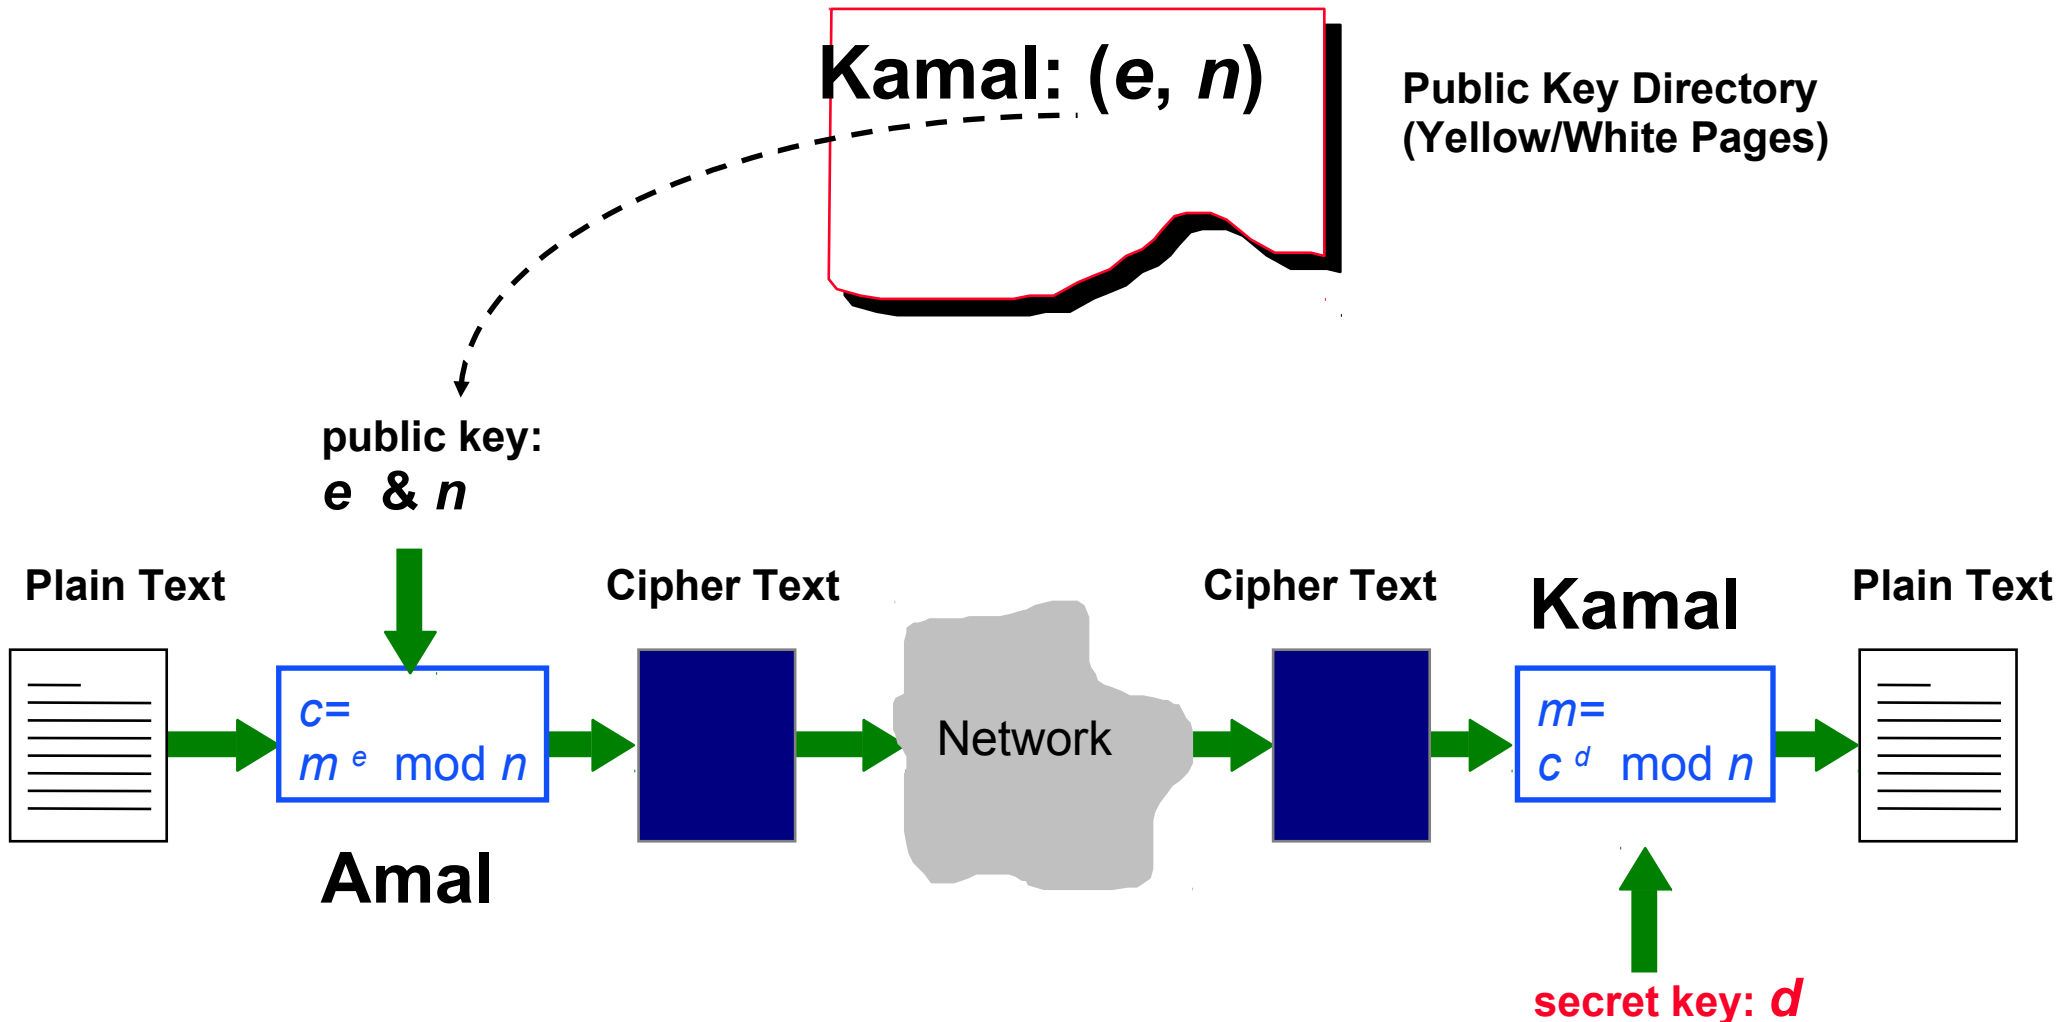 Kamal: (e, n)
Public Key Directory
(Yellow/White Pages)
public key:
e & n
Plain Text
Cipher Text
Cipher Text
Kamal
Plain Text
c=
m e mod n
Network
m=
c d mod n
Amal
secret key: d